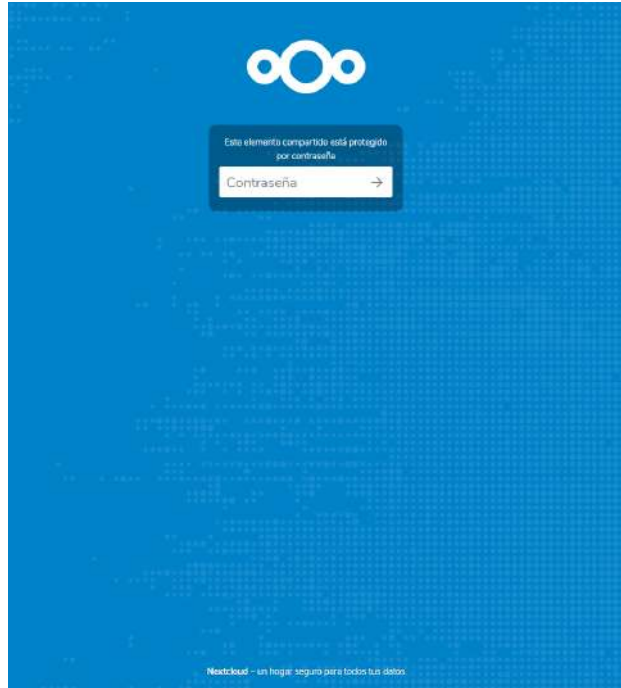 Este elemento compartido está protegido
por contraseña
Contraseña
Nextcloud – un hogar seguro para todos tus datos